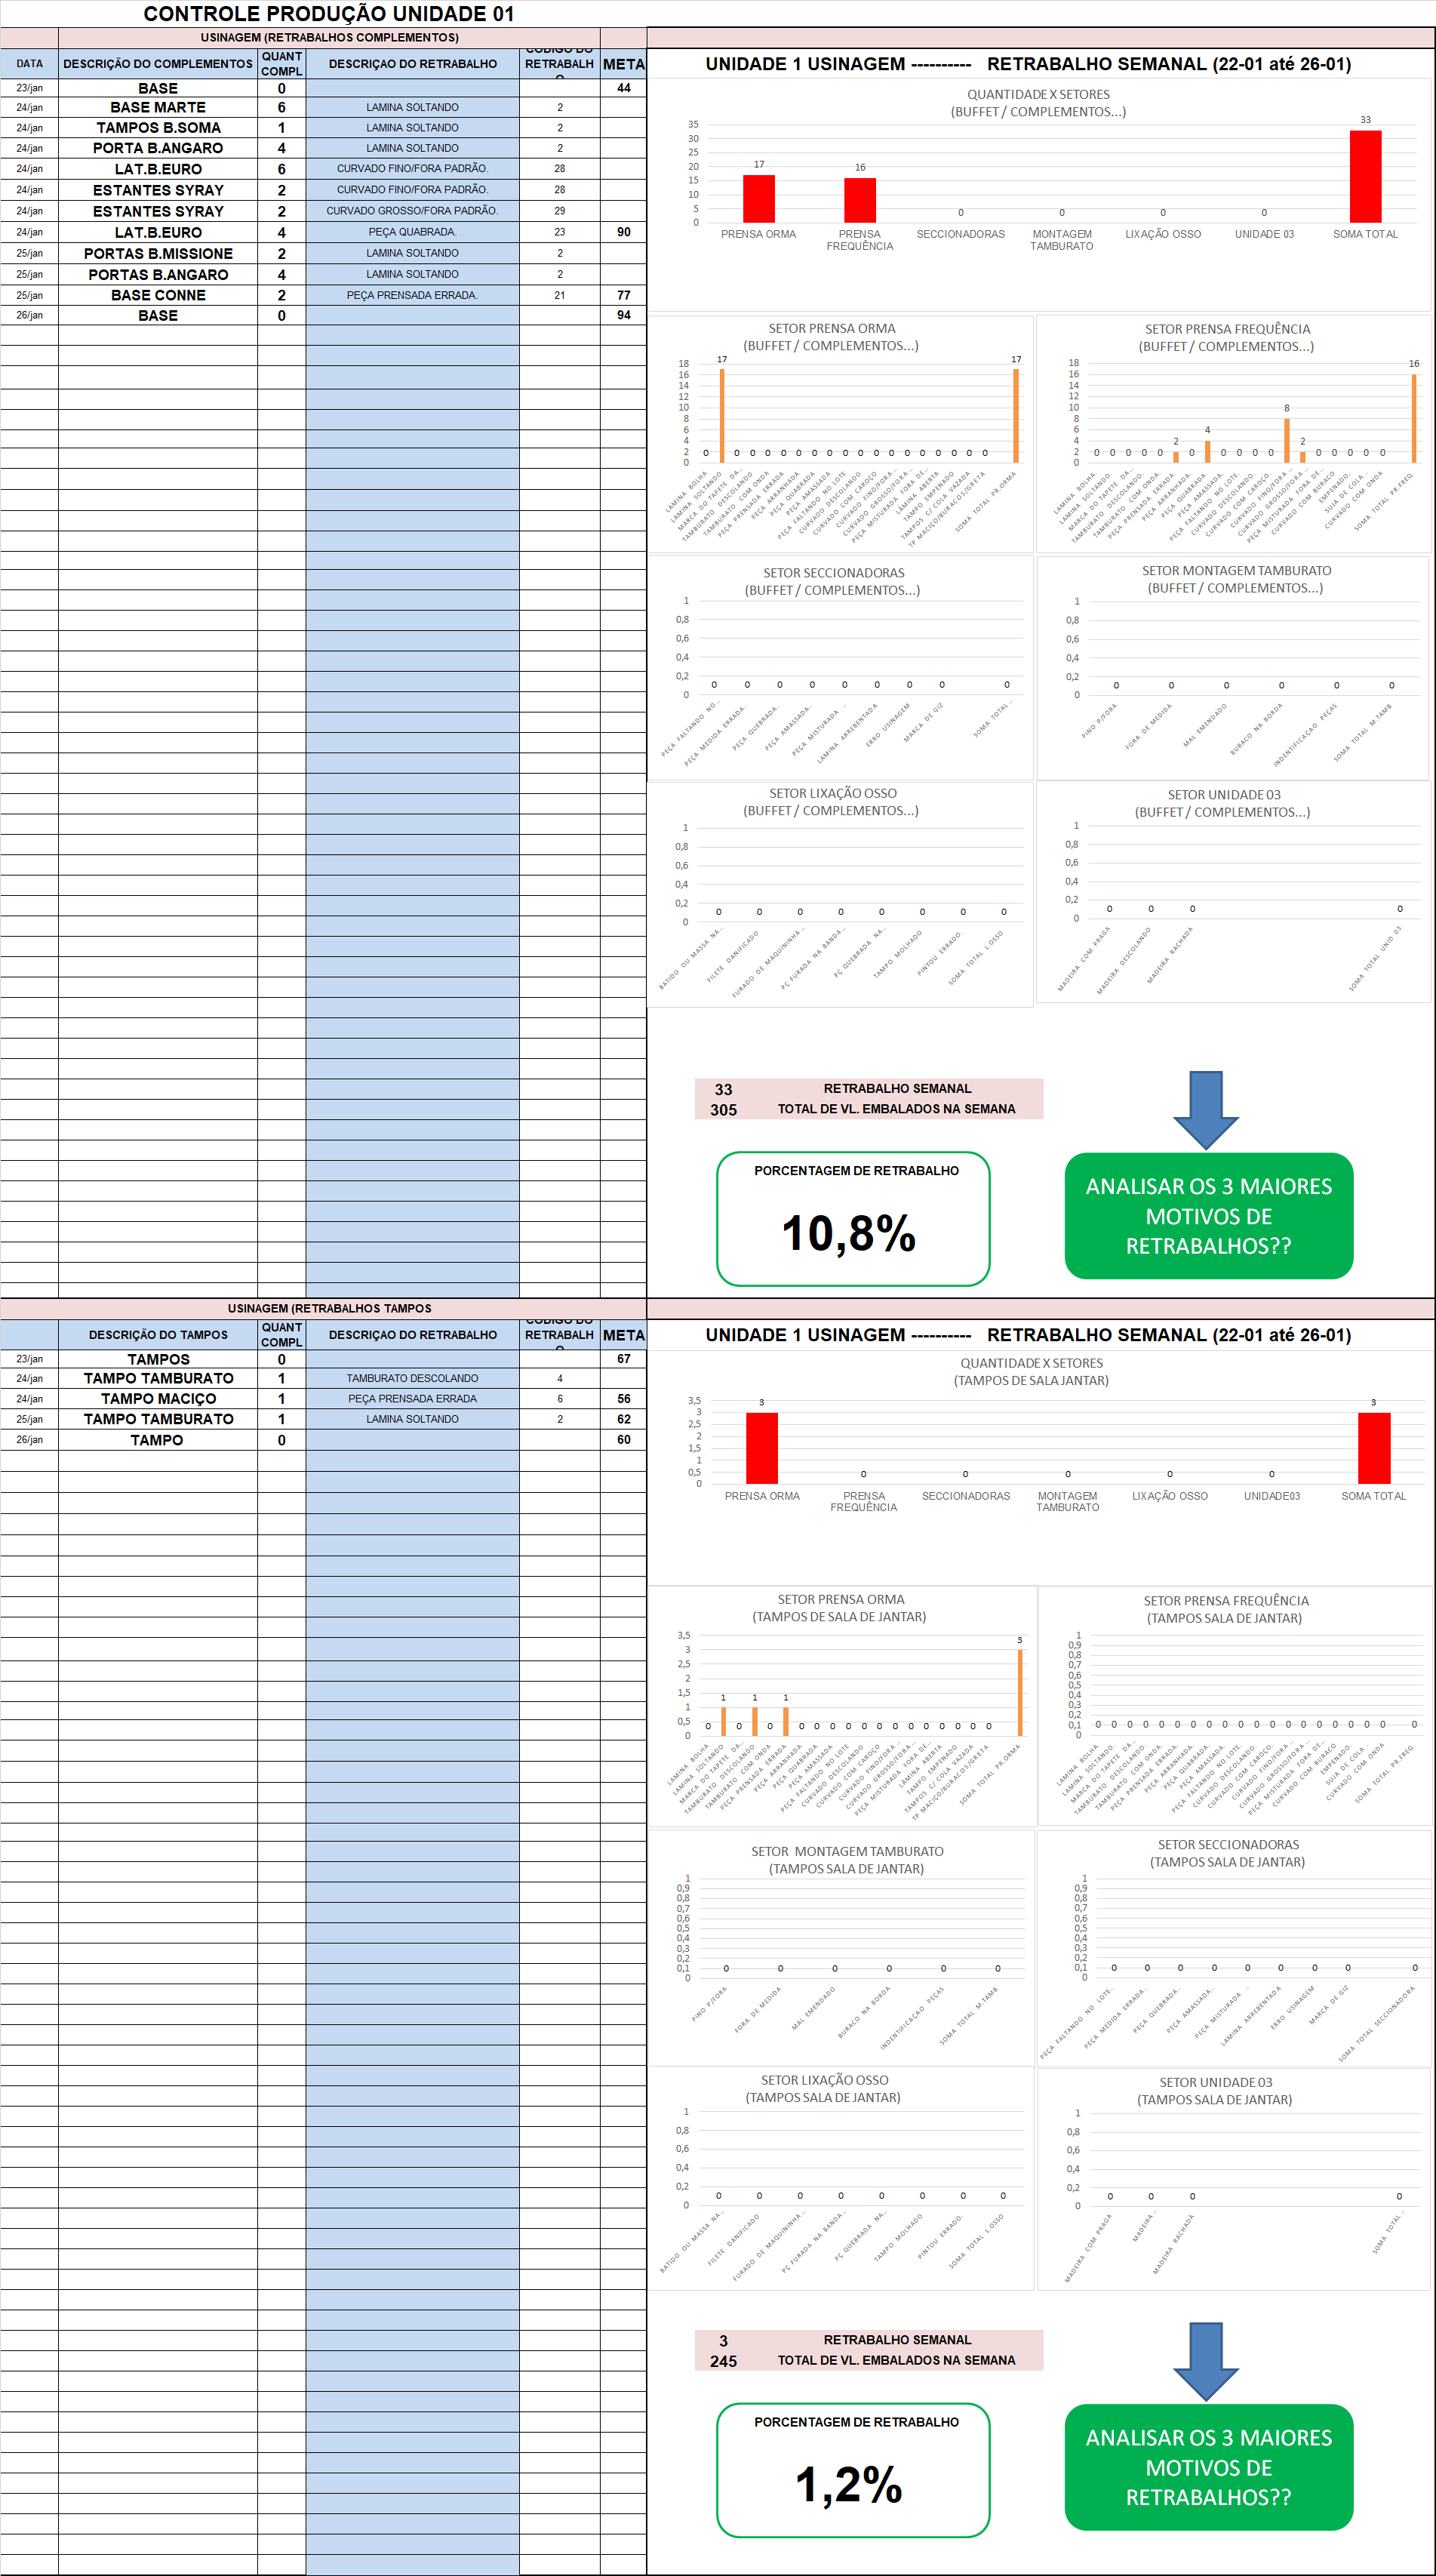 CONTROLE PRODUÇÃO UNIDADE 01
USINAGEM (RETRABALHOS COMPLEMENTOS)
DATA DESCRIÇÃO DO COMPLEMENTOS QUANT COMPL DESCRIÇAO DO RETRABALHO CODIGO DO RETRABALH O META
23/jan BASE 0 44
24/jan BASE MARTE 6 LAMINA SOLTANDO 2
24/jan TAMPOS B.SOMA 1 LAMINA SOLTANDO 2
24/jan PORTA B.ANGARO 4 LAMINA SOLTANDO 2
24/jan LAT.B.EURO 6 CURVADO FINO/FORA PADRÃO. 28
24/jan ESTANTES SYRAY 2 CURVADO FINO/FORA PADRÃO. 28
24/jan ESTANTES SYRAY 2 CURVADO GROSSO/FORA PADRÃO. 29
24/jan LAT.B.EURO 4 PEÇA QUABRADA. 23 90
25/jan PORTAS B.MISSIONE 2 LAMINA SOLTANDO 2
25/jan PORTAS B.ANGARO 4 LAMINA SOLTANDO 2
25/jan BASE CONNE 2 PEÇA PRENSADA ERRADA. 21 77
26/jan BASE 0 94
UNIDADE 1 USINAGEM ---------- RETRABALHO SEMANAL (22-01 até 26-01)
QUANTIDADE X SETORES
(BUFFET / COMPLEMENTOS...)
35
30
25
20
15
10
5
0
17 16 0 0 0 0 33
PRENSA ORMA PRENSA FREQUÊNCIA SECCIONADORAS MONTAGEM TAMBURATO LIXAÇÃO OSSO UNIDADE 03 SOMA TOTAL
SETOR PRENSA ORMA
(BUFFET / COMPLEMENTOS...)
18
16
14
12
10
8
6
4
2
0
0 17 0 0 0 0 0 0 0 0 0 0 0 0 0 0 0 0 17
LAMINA BOLHA
LAMINA SOLTANDO
MARCA DO TAPETE DA...
TAMBURATO DESCOLANDO
TAMBURATO COM ONDA
PEÇA PRENSADA ERRADA
PEÇA ARRANHADA
PEÇA QUABRADA
PEÇA AMASSADA
PEÇA FALTANDO NO LOTE
CURVADO DESCOLANDO
CURVADO COM CAROÇO
CURVADO FINO/FORA...
CURVADO GROSSO/FORA...
PEÇA MISTURADA FORA DE...
LÂMINA ABERTA
TAMPO EMPENADO
TAMPOS C/ COLA VAZADA
TP MACIÇO/BURACOS/GRETA
SOMA TOTAL PR.ORMA
SETOR PRENSA FREQUÊNCIA
(BUFFET / COMPLEMENTOS...)
18
16
14
12
10
8
6
4
2
0
0 0 0 0 0 2 0 4 0 0 0 0 8 2 0 0 0 0 0 16
LAMINA BOLHA.
LAMINA SOLTANDO.
MARCA DO TAPETE DA...
TAMBURATO DESCOLANDO.
TAMBURATO COM ONDA.
PEÇA PRENSADA ERRADA.
PEÇA ARRANHADA.
PEÇA QUABRADA.
PEÇA AMASSADA.
PEÇA FALTANDO NO LOTE.
CURVADO DESCOLANDO.
CURVADO COM CAROÇO.
CURVADO FINO/FORA...
CURVADO GROSSO/FORA...
PEÇA MISTURADA FORA DE...
CURVADO COM BURACO
EMPENADO.
SUJA DE COLA .
CURVADO COM ONDA
SOMA TOTAL PR.FREQ.
SETOR SECCIONADORAS
(BUFFET / COMPLEMENTOS...)
1
0,8
0,6
0,4
0,2
0
0 0 0 0 0 0 0 0 0
PEÇA FALTANDO NO...
PEÇA MEDIDA ERRADA...
PEÇA QUEBRADA...
PEÇA AMASSADA...
PEÇA MISTURADA ...
LAMINA ARREBENTADA
ERRO USINAGEM
MARCA DE GIZ
SOMA TOTAL...
SETOR MONTAGEM TAMBURATO
(BUFFET / COMPLEMENTOS...)
1
0,8
0,6
0,4
0,2
0
0 0 0 0 0 0
PINO P/FORA
FORA DE MEDIDA
MAL EMENDADO
BURACO NA BORDA
INDENTIFICAÇAO PEÇAS
SOMA TOTAL M.TAMB
SETOR LIXAÇÃO OSSO
(BUFFET / COMPLEMENTOS...)
1
0,8
0,6
0,4
0,2
0
0 0 0 0 0 0 0 0
BATIDO OU MASSA NA...
FILETE DANIFICADO
FURADO DE MAQUININHA...
PÇ FURADA NA BANDA...
PÇ QUEBRADA NA...
TAMPO MOLHADO
PINTOU ERRADO.
SOMA TOTAL L.OSSO
SETOR UNIDADE 03
(BUFFET / COMPLEMENTOS...)
1
0,8
0,6
0,4
0,2
0
0 0 0 0
MADEIRA COM PRAGA
MADEIRA DESCOLANDO
MADEIRA RACHADA
SOMA TOTAL UNID 03
33 RETRABALHO SEMANAL
305 TOTAL DE VL. EMBALADOS NA SEMANA
PORCENTAGEM DE RETRABALHO
10,8%
ANALISAR OS 3 MAIORES
MOTIVOS DE
RETRABALHOS??
USINAGEM (RETRABALHOS TAMPOS
DESCRIÇÃO DO TAMPOS QUANT COMPL DESCRIÇAO DO RETRABALHO CODIGO DO RETRABALH O META
23/jan TAMPOS 0 67
24/jan TAMPO TAMBURATO 1 TAMBURATO DESCOLANDO 4
24/jan TAMPO MACIÇO 1 PEÇA PRENSADA ERRADA 6 56
25/jan TAMPO TAMBURATO 1 LAMINA SOLTANDO 2 62
26/jan TAMPO 0 60
UNIDADE 1 USINAGEM ---------- RETRABALHO SEMANAL (22-01 até 26-01)
QUANTIDADE X SETORES
(TAMPOS DE SALA JANTAR)
3,5
3
2,5
2
1,5
1
0,5
0
3 0 0 0 0 0 3
PRENSA ORMA PRENSA FREQUÊNCIA SECCIONADORAS MONTAGEM TAMBURATO LIXAÇÃO OSSO UNIDADE03 SOMA TOTAL
SETOR PRENSA ORMA
(TAMPOS DE SALA DE JANTAR)
3,5
3
2,5
2
1,5
1
0,5
0
0 1 0 1 0 1 0 0 0 0 0 0 0 0 0 0 0 0 0 3
LAMINA BOLHA
LAMINA SOLTANDO
MARCA DO TAPETE DA...
TAMBURATO DESCOLANDO
TAMBURATO COM ONDA
PEÇA PRENSADA ERRADA
PEÇA ARRANHADA
PEÇA QUABRADA
PEÇA AMASSADA
PEÇA FALTANDO NO LOTE
CURVADO DESCOLANDO
CURVADO COM CAROÇO
CURVADO FINO/FORA...
CURVADO GROSSO/FORA...
PEÇA MISTURADA FORA DE...
LÂMINA ABERTA
TAMPO EMPENADO
TAMPOS C/ COLA VAZADA
TP MACIÇO/BURACOS/GRETA
SOMA TOTAL PR.ORMA
SETOR PRENSA FREQUÊNCIA
(TAMPOS SALA DE JANTAR)
1
0,9
0,8
0,7
0,6
0,5
0,4
0,3
0,2
0,1
0
0 0 0 0 0 0 0 0 0 0 0 0 0 0 0 0 0 0 0 0
LAMINA BOLHA.
LAMINA SOLTANDO.
MARCA DO TAPETE DA...
TAMBURATO DESCOLANDO.
TAMBURATO COM ONDA.
PEÇA PRENSADA ERRADA.
PEÇA ARRANHADA.
PEÇA QUABRADA.
PEÇA AMASSADA.
PEÇA FALTANDO NO LOTE.
CURVADO DESCOLANDO.
CURVADO COM CAROÇO.
CURVADO FINO/FORA...
CURVADO GROSSO/FORA...
PEÇA MISTURADA FORA DE...
CURVADO COM BURACO
EMPENADO.
SUJA DE COLA .
CURVADO COM ONDA
SOMA TOTAL PR.FREQ.
SETOR MONTAGEM TAMBURATO
(TAMPOS SALA DE JANTAR)
1
0,9
0,8
0,7
0,6
0,5
0,4
0,3
0,2
0,1
0
0 0 0 0 0 0
PINO P/FORA
FORA DE MEDIDA
MAL EMENDADO
BURACO NA BORDA
INDENTIFICAÇAO PEÇAS
SOMA TOTAL M.TAMB
SETOR SECCIONADORAS
(TAMPOS SALA DE JANTAR)
1
0,9
0,8
0,7
0,6
0,5
0,4
0,3
0,2
0,1
0
0 0 0 0 0 0 0 0 0
PEÇA FALTANDO NO LOTE...
PEÇA MEDIDA ERRADA...
PEÇA QUEBRADA...
PEÇA AMASSADA...
PEÇA MISTURADA ...
LAMINA ARREBENTADA
ERRO USINAGEM
MARCA DE GIZ
SOMA TOTAL SECCIONADORA
SETOR LIXAÇÃO OSSO
(TAMPOS SALA DE JANTAR)
1
0,8
0,6
0,4
0,2
0
0 0 0 0 0 0 0 0
BATIDO OU MASSA NA...
FILETE DANIFICADO
FURADO DE MAQUININHA...
PÇ FURADA NA BANDA...
PÇ QUEBRADA NA...
TAMPO MOLHADO
PINTOU ERRADO.
SOMA TOTAL L.OSSO
SETOR UNIDADE 03
(TAMPOS SALA DE JANTAR)
1
0,8
0,6
0,4
0,2
0
0 0 0 0
MADEIRA COM PRAGA
MADEIRA...
MADEIRA RACHADA
SOMA TOTAL...
3 RETRABALHO SEMANAL
245 TOTAL DE VL. EMBALADOS NA SEMANA
PORCENTAGEM DE RETRABALHO
1,2%
ANALISAR OS 3 MAIORES
MOTIVOS DE
RETRABALHOS??